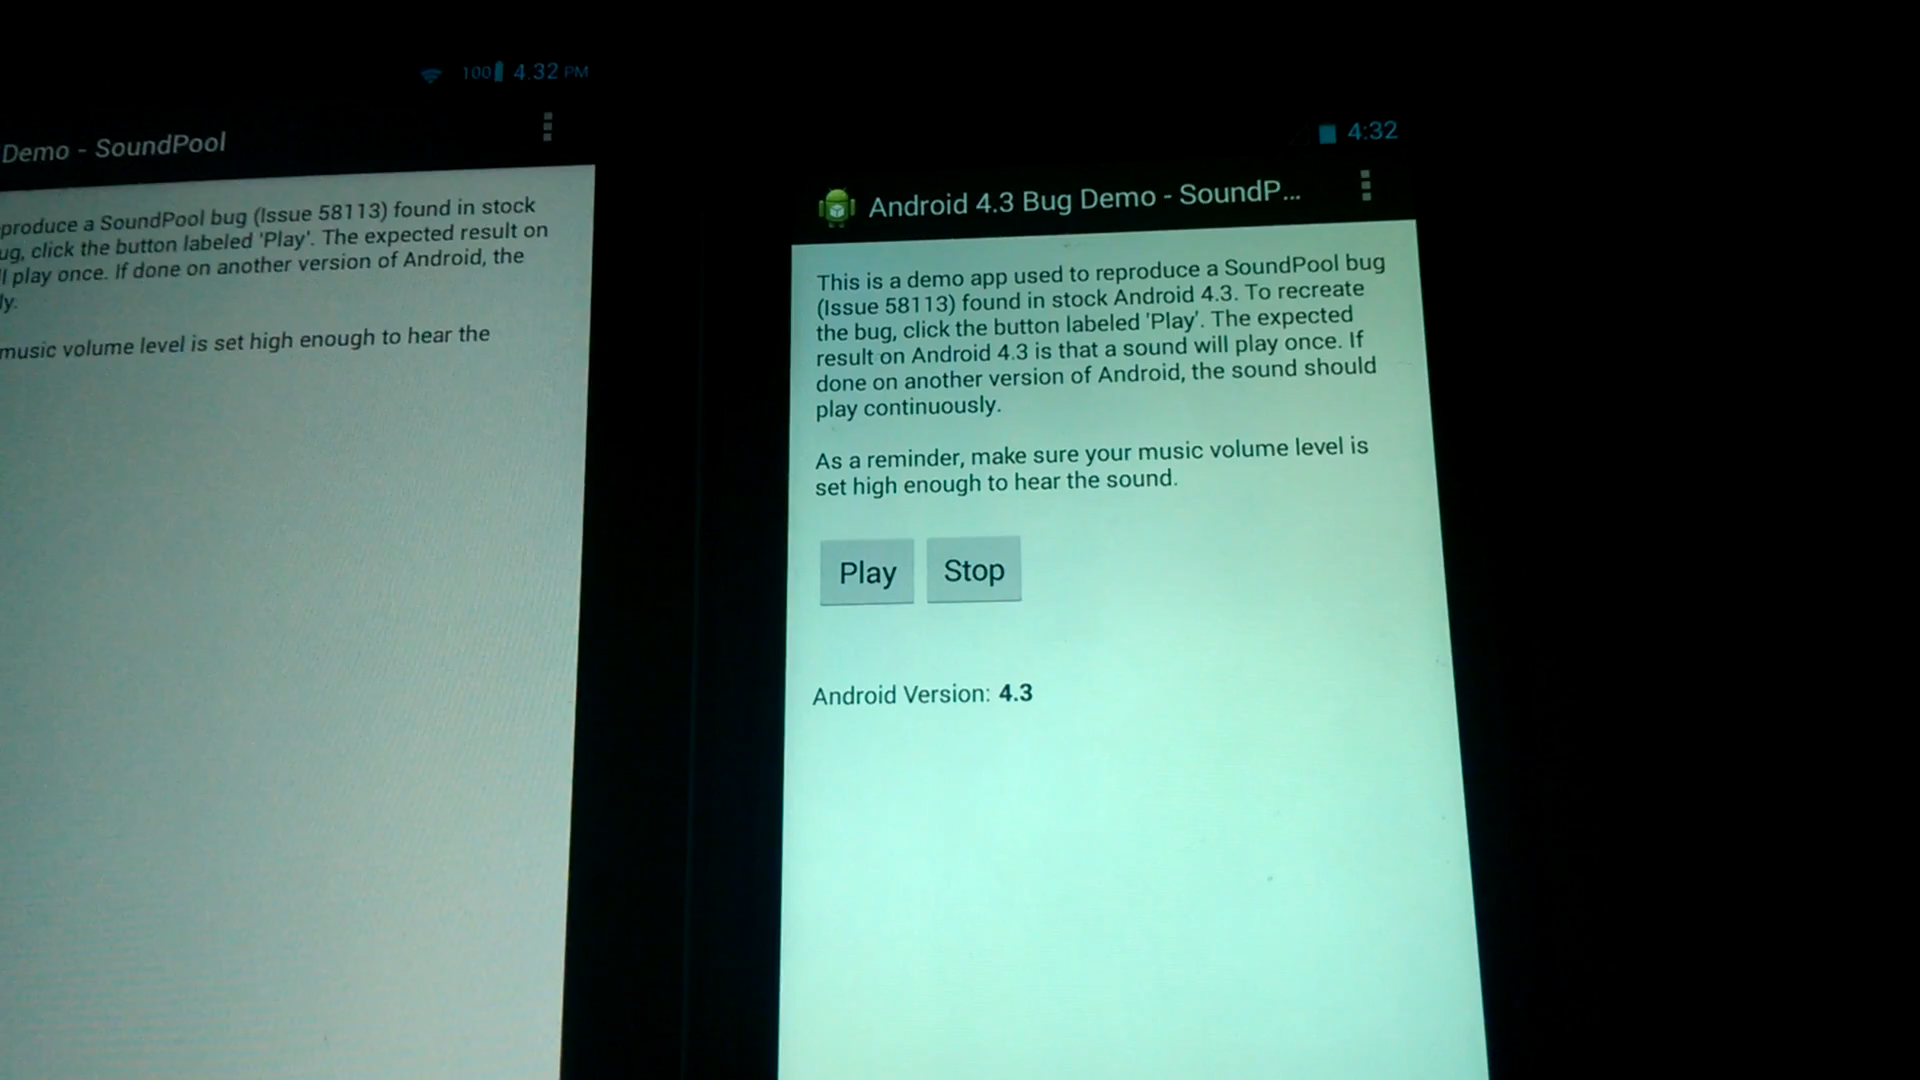 100 4.32 PM
Demo - SoundPool
produce a SoundPool bug (Issue 58113) found in stock
ug, click the button labeled 'Play'. The expected result on
ll play once. If done on another version of Android, the
ly.
music volume level is set high enough to hear the
4:32
Android 4.3 Bug Demo - SoundP...
This is a demo app used to reproduce a SoundPool bug
(Issue 58113) found in stock Android 4.3. To recreate
the bug, click the button labeled 'Play'. The expected
result on Android 4.3 is that a sound will play once. If
done on another version of Android, the sound should
play continuously.
As a reminder, make sure your music volume level is
set high enough to hear the sound.
Play Stop
Android Version: 4.3